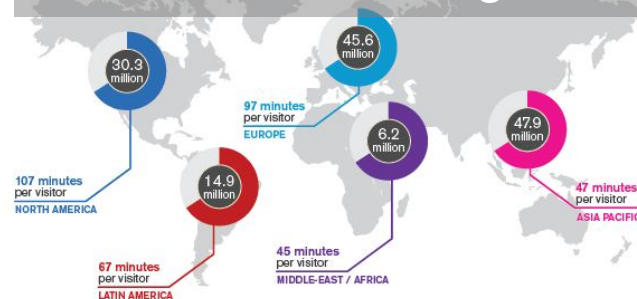 30.3
million
107 minutes
per visitor
NORTH AMERICA
14.9
million
67 minutes
per visitor
LATIN AMERICA
45.6
million
97 minutes
per visitor
EUROPE
6.2
million
45 minutes
per visitor
MIDDLE-EAST / AFRICA
47.9
million
47 minutes
per visitor
ASIA PACIFIC